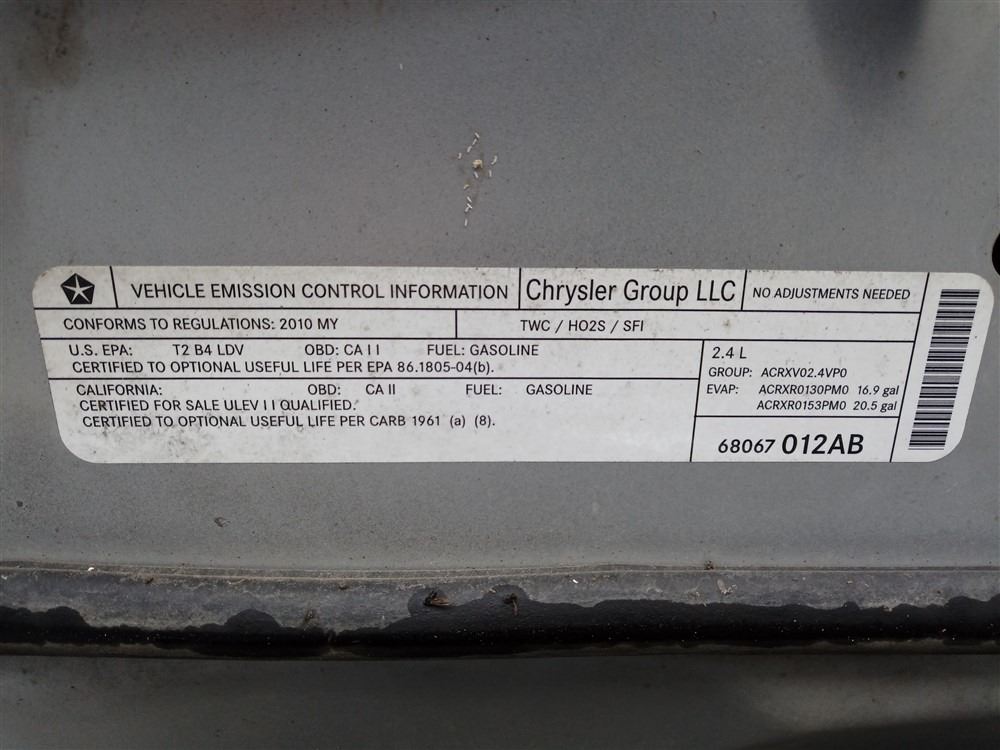 VEHICLE EMISSION CONTROL INFORMATION
Chrysler Group LLC
NO ADJUSTMENTS NEEDED
CONFORMS TO REGULATIONS: 2010 MY
TWC / HO2S / SFI
U.S. EPA: T2 B4 LDV OBD: CA I I FUEL: GASOLINE
CERTIFIED TO OPTIONAL USEFUL LIFE PER EPA 86.1805-04(b).
CALIFORNIA: OBD: CA II FUEL: GASOLINE
CERTIFIED FOR SALE ULEV I I QUALIFIED.
CERTIFIED TO OPTIONAL USEFUL LIFE PER CARB 1961 (a) (8).
2.4 L
GROUP: ACRXV02.4VP0
EVAP: ACRXR0130PM0 16.9 gal
ACRXR0153PM0 20.5 gal
68067 012AB